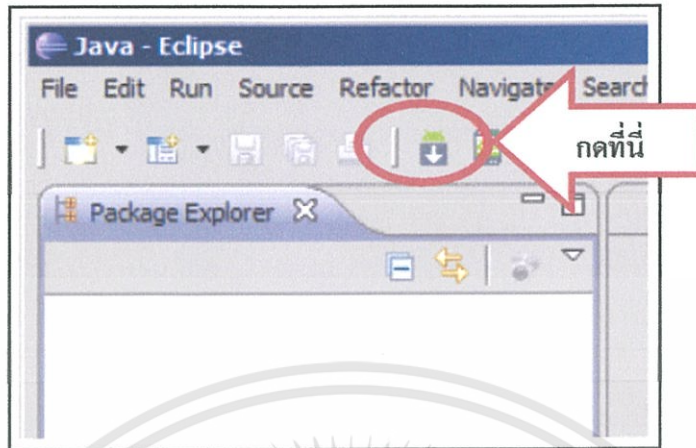 Java - Eclipse
File Edit Run Source Refactor Navigate Search
กดที่นี่
Package Explorer